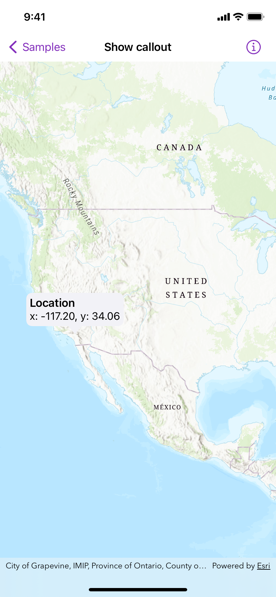 9:41
Samples
Show callout
Hud
Ba
CANADA
Rocky Mountains
UNITED
STATES
Location
x: -117.20, y: 34.06
MÉXICO
City of Grapevine, IMIP, Province of Ontario, County o... Powered by Esri